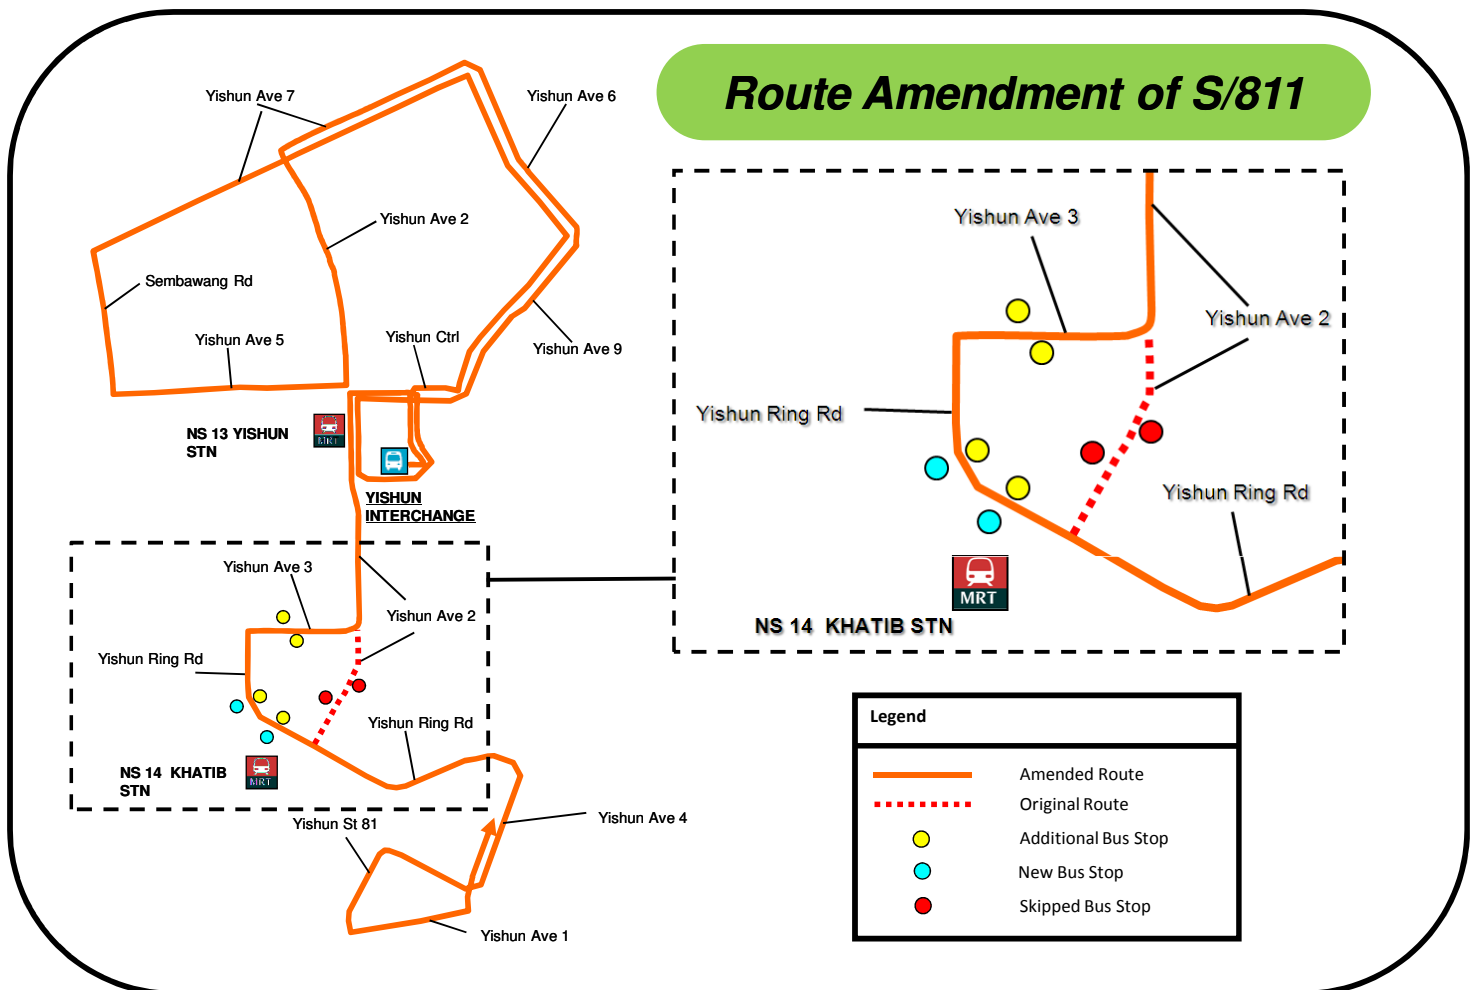 Route Amendment of S/811
Yishun Ave 7
Yishun Ave 6
Yishun Ave 2
Sembawang Rd
Yishun Ave 5
Yishun Ctrl
Yishun Ave 9
NS 13 YISHUN
STN
MRT
YISHUN
INTERCHANGE
Yishun Ave 3
Yishun Ave 2
Yishun Ring Rd
Yishun Ring Rd
NS 14 KHATIB
STN
MRT
Yishun St 81
Yishun Ave 4
Yishun Ave 1
Yishun Ave 3
Yishun Ave 2
Yishun Ring Rd
Yishun Ring Rd
MRT
NS 14 KHATIB STN
Legend
Amended Route
Original Route
Additional Bus Stop
New Bus Stop
Skipped Bus Stop